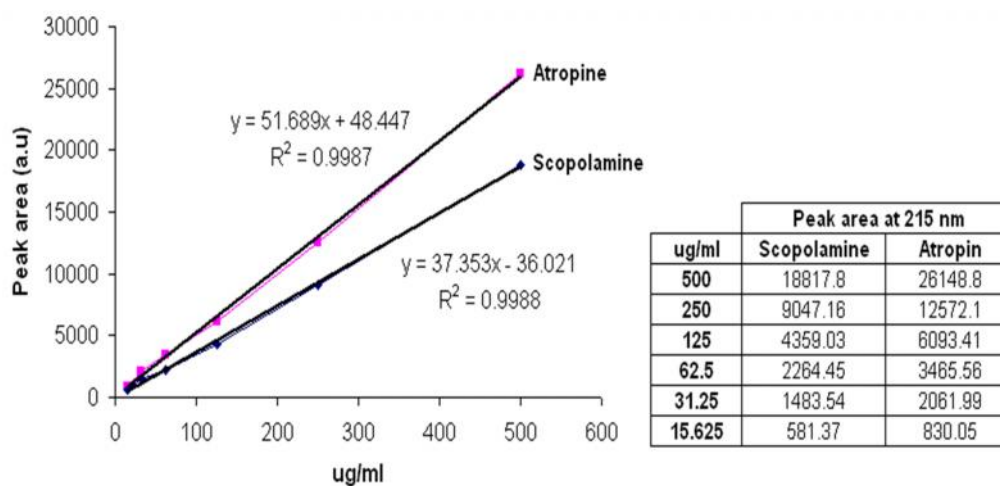 30000
25000
20000
15000
10000
5000
0
Peak area (a.u)
Atropine
y = 51.689x + 48.447
R² = 0.9987
Scopolamine
y = 37.353x - 36.021
R² = 0.9988
0 100 200 300 400 500 600
ug/ml
Peak area at 215 nm
ug/ml Scopolamine Atropin
500 18817.8 26148.8
250 9047.16 12572.1
125 4359.03 6093.41
62.5 2264.45 3465.56
31.25 1483.54 2061.99
15.625 581.37 830.05